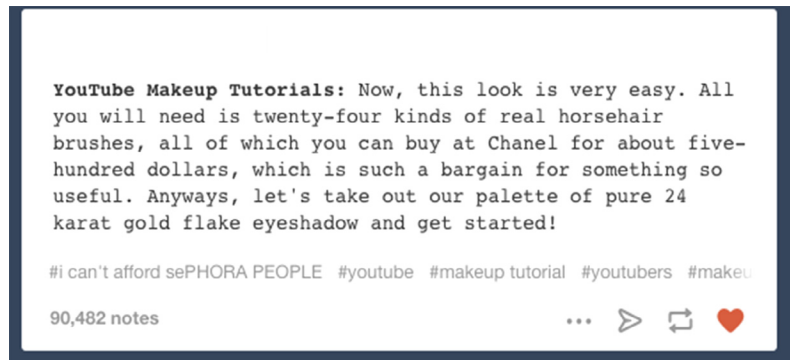 YouTube Makeup Tutorials: Now, this look is very easy. All
you will need is twenty-four kinds of real horsehair
brushes, all of which you can buy at Chanel for about five-
hundred dollars, which is such a bargain for something so
useful. Anyways, let's take out our palette of pure 24
karat gold flake eyeshadow and get started!
#i can't afford sePHORA PEOPLE #youtube #makeup tutorial #youtubers #makeu
90,482 notes